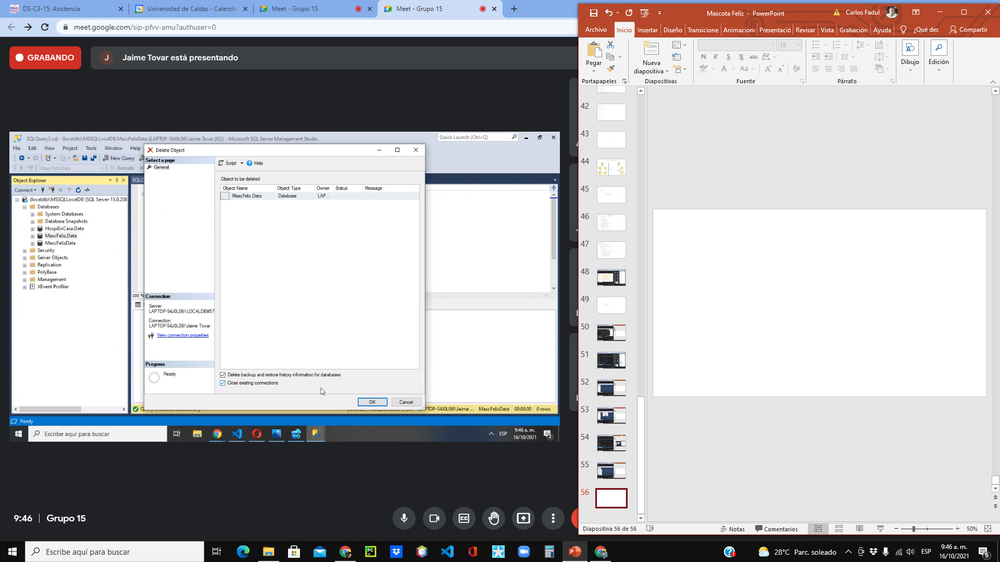 DS-C3-15: Asistencia
Universidad de Caldas - Calendar
Meet - Grupo 15
Meet - Grupo 15
meet.google.com/sip-pfvv-amu?authuser=0
GRABANDO
J
Jaime Tovar está presentando
SQLQuery2.sql - (localdb)\MSSQLLocalDB.MascFelizData (LAPTOP-54J0L06I\Jaime Tovar (62)) - Microsoft SQL Server Management Studio
Quick Launch (Ctrl+Q)
File Edit View Project Tools Window Help
New Query
MascFelizData
Execute
Object Explorer
Connect
(localdb)\MSSQLLocalDB (SQL Server 15.0.208
Databases
System Databases
Database Snapshots
HospiEnCasa.Data
MascFeliz.Data
MascFelizData
Security
Server Objects
Replication
PolyBase
Management
XEvent Profiler
SQLQ
100 %
Delete Object
Select a page
General
Script
Help
Object to be deleted
Object Name Object Type Owner Status Message
MascFeliz.Data Database LAP...
Connection
Server:
LAPTOP-54J0L06I\LOCALDB#57
Connection:
LAPTOP-54J0L06I\Jaime Tovar
View connection properties
Progress
Ready
Delete backup and restore history information for databases
Close existing connections
OK Cancel
PTOP-54J0L06I\Jaime ... MascFelizData 00:00:00 0 rows
Ready
Escribe aquí para buscar
ESP
9:46 a. m.
16/10/2021
2
9:46 | Grupo 15
Mascota Feliz - PowerPoint
Carlos Fadul
Archivo Inicio Insertar Diseño Transicione Animacion Presentació Revisar Vista Grabación Ayuda ¿Qué des Compartir
Pegar
Nueva
diapositiva
18
N K S S abc AV
Aa
Dibujo
Edición
Portapapeles Diapositivas Fuente Párrafo
42
43
44
45
46
47
48
49
50
51
52
53
54
55
56
Diapositiva 56 de 56
Notas
Comentarios
50%
Escribe aquí para buscar
28°C Parc. soleado
ESP
9:46 a. m.
16/10/2021
6